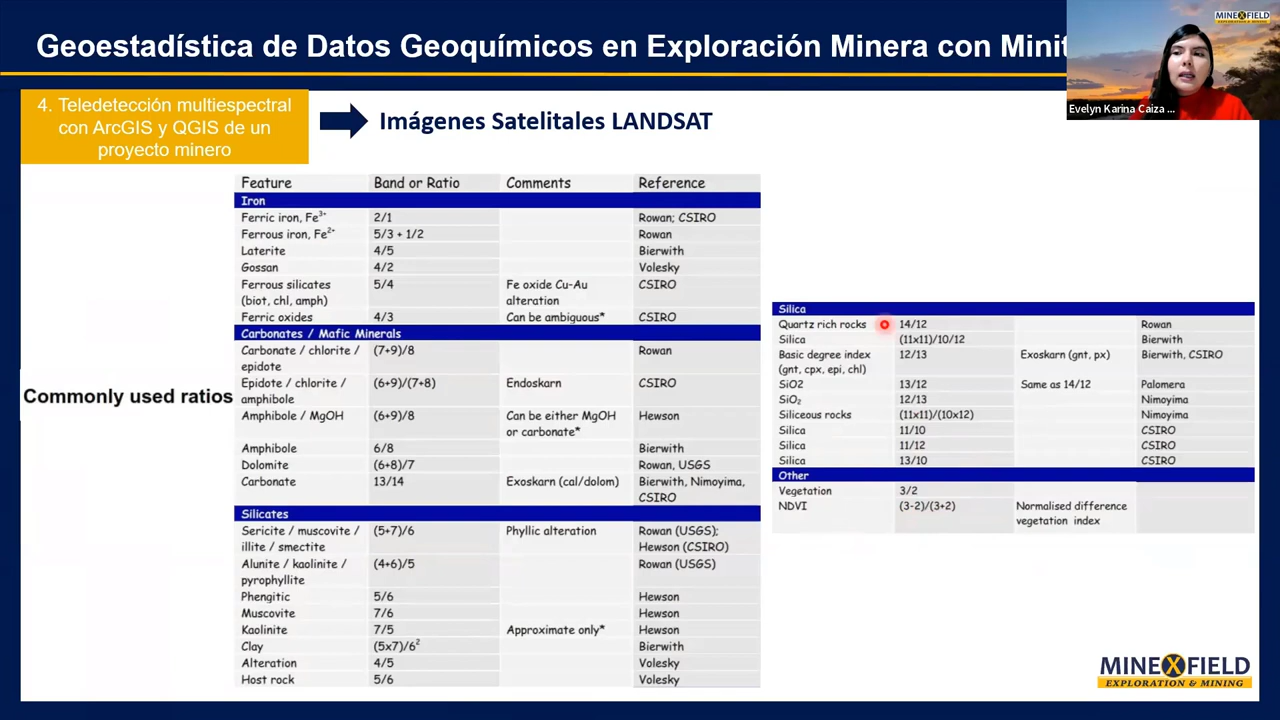 Geoestadística de Datos Geoquímicos en Exploración Minera con Minit
MINEXFIELD
Evelyn Karina Caiza ...
4. Teledetección multiespectral
con ArcGIS y QGIS de un
proyecto minero
Imágenes Satelitales LANDSAT
Commonly used ratios
Feature Band or Ratio Comments Reference
Iron
Ferric iron, Fe³⁺ 2/1 Rowan; CSIRO
Ferrous iron, Fe²⁺ 5/3 + 1/2 Rowan
Laterite 4/5 Bierwith
Gossan 4/2 Volesky
Ferrous silicates 5/4 Fe oxide Cu-Au CSIRO
(biot, chl, amph) alteration
Ferric oxides 4/3 Can be ambiguous* CSIRO
Carbonates / Mafic Minerals
Carbonate / chlorite / (7+9)/8 Rowan
epidote
Epidote / chlorite / (6+9)/(7+8) Endoskarn CSIRO
amphibole
Amphibole / MgOH (6+9)/8 Can be either MgOH Hewson
or carbonate*
Amphibole 6/8 Bierwith
Dolomite (6+8)/7 Rowan, USGS
Carbonate 13/14 Exoskarn (cal/dolom) Bierwith, Nimoyima,
CSIRO
Silicates
Sericite / muscovite / (5+7)/6 Phyllic alteration Rowan (USGS);
illite / smectite Hewson (CSIRO)
Alunite / kaolinite / (4+6)/5 Rowan (USGS)
pyrophyllite
Phengitic 5/6 Hewson
Muscovite 7/6 Hewson
Kaolinite 7/5 Approximate only* Hewson
Clay (5x7)/6² Bierwith
Alteration 4/5 Volesky
Host rock 5/6 Volesky
Silica
Quartz rich rocks 14/12 Rowan
Silica (11x11)/10/12 Bierwith
Basic degree index 12/13 Exoskarn (gnt, px) Bierwith, CSIRO
(gnt, cpx, epi, chl)
SiO2 13/12 Same as 14/12 Palomera
SiO₂ 12/13 Nimoyima
Siliceous rocks (11x11)/(10x12) Nimoyima
Silica 11/10 CSIRO
Silica 11/12 CSIRO
Silica 13/10 CSIRO
Other
Vegetation 3/2
NDVI (3-2)/(3+2) Normalised difference
vegetation index
MINEXFIELD
EXPLORATION & MINING